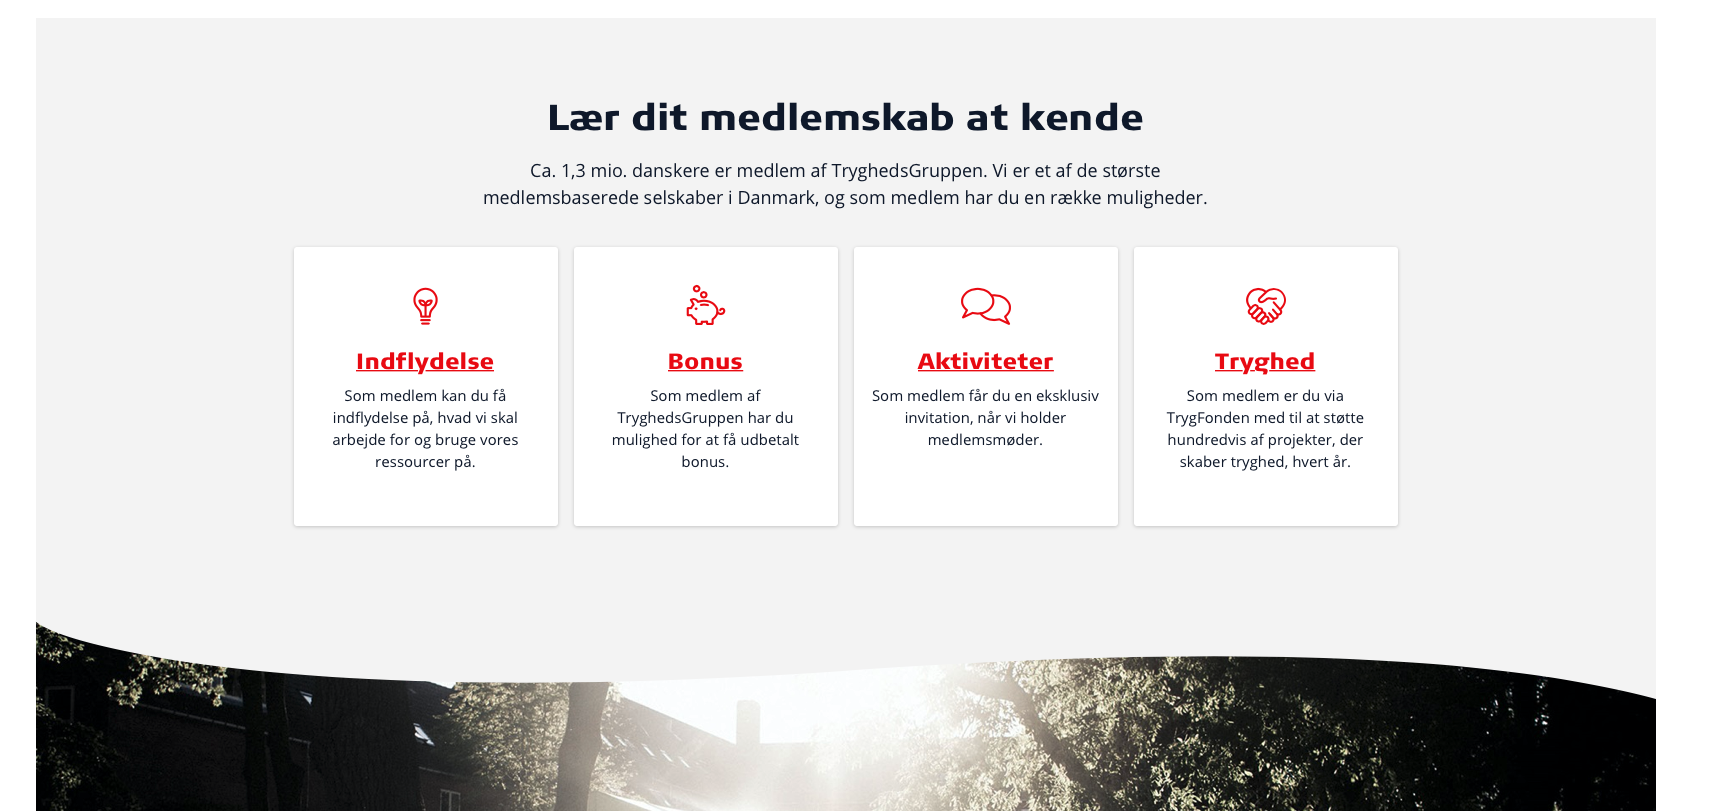 Lær dit medlemskab at kende
Ca. 1,3 mio. danskere er medlem af TryghedsGruppen. Vi er et af de største
medlemsbaserede selskaber i Danmark, og som medlem har du en række muligheder.
Indflydelse
Som medlem kan du få
indflydelse på, hvad vi skal
arbejde for og bruge vores
ressourcer på.
Bonus
Som medlem af
TryghedsGruppen har du
mulighed for at få udbetalt
bonus.
Aktiviteter
Som medlem får du en eksklusiv
invitation, når vi holder
medlemsmøder.
Tryghed
Som medlem er du via
TrygFonden med til at støtte
hundredvis af projekter, der
skaber tryghed, hvert år.